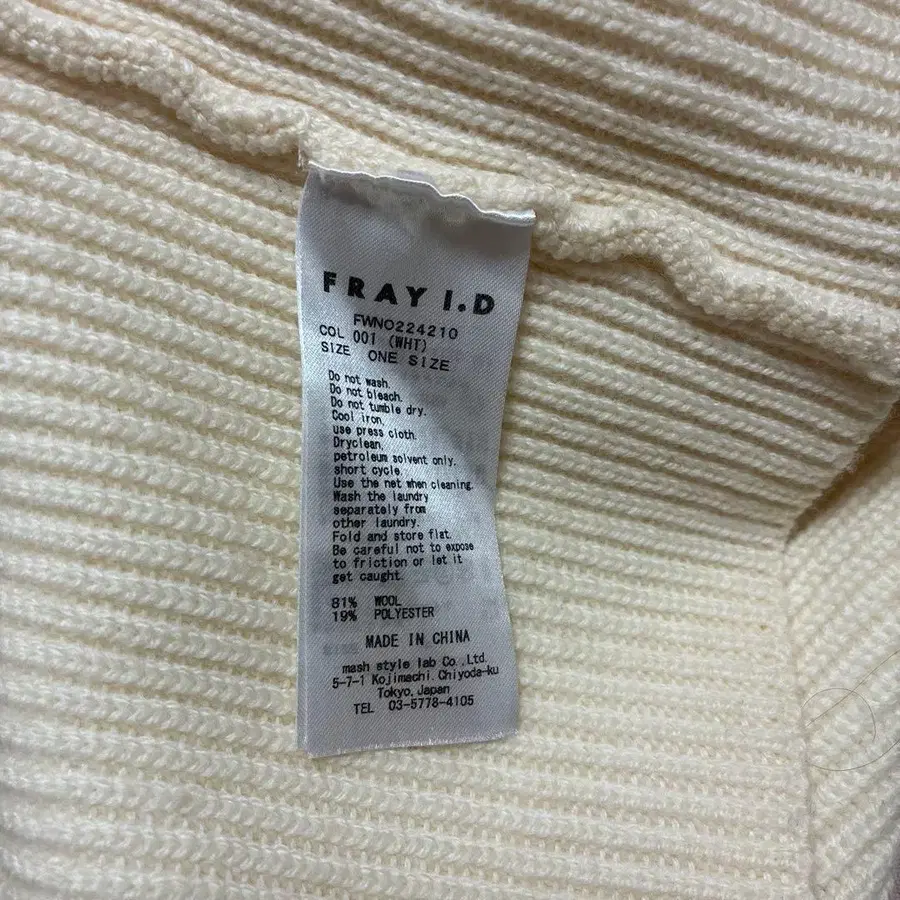 FRAY I.D
FWNO224210
COL 001 (WHT)
SIZE ONE SIZE
Do not wash.
Do not bleach.
Do not tumble dry.
Cool iron,
use press cloth.
Dryclean,
petroleum solvent only.
short cycle.
Use the net when cleaning.
Wash the laundry
separately from
other laundry.
Fold and store flat.
Be careful not to expose
to friction or let it
get caught.
81% WOOL
19% POLYESTER
MADE IN CHINA
mash style lab Co.,Ltd.
5-7-1 Kojimachi, Chiyoda-ku
Tokyo, Japan
TEL 03-5778-4105